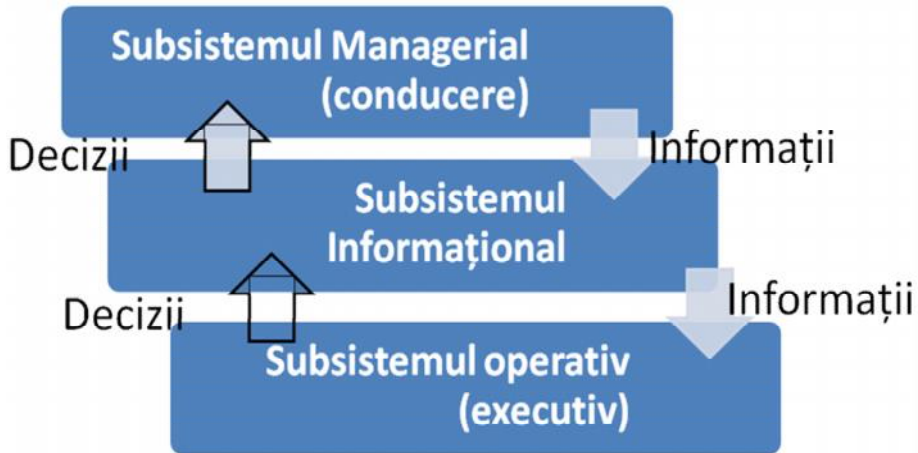 Subsistemul Managerial
(conducere)
Decizii
Informații
Subsistemul
Informațional
Decizii
Informații
Subsistemul operativ
(executiv)